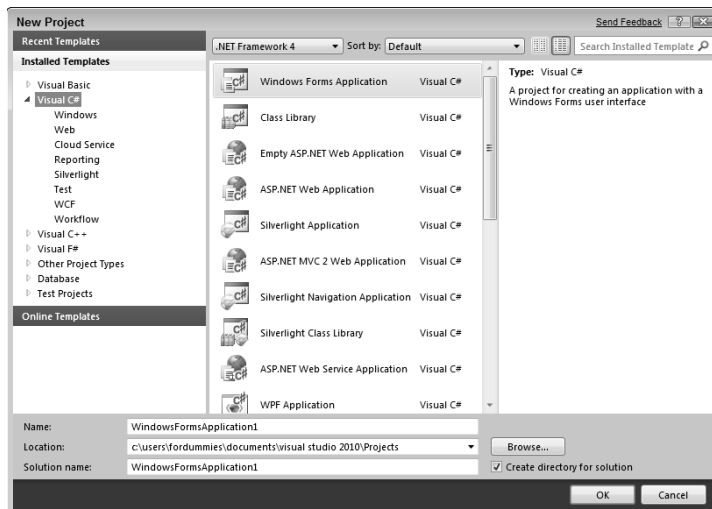 New Project
Send Feedback
Recent Templates
Installed Templates
Visual Basic
Visual C#
Windows
Web
Cloud Service
Reporting
Silverlight
Test
WCF
Workflow
Visual C++
Visual F#
Other Project Types
Database
Test Projects
Online Templates
.NET Framework 4 Sort by: Default
Search Installed Template
Windows Forms Application Visual C#
Class Library Visual C#
Empty ASP.NET Web Application Visual C#
ASP.NET Web Application Visual C#
Silverlight Application Visual C#
ASP.NET MVC 2 Web Application Visual C#
Silverlight Navigation Application Visual C#
Silverlight Class Library Visual C#
ASP.NET Web Service Application Visual C#
WPF Application Visual C#
Type: Visual C#
A project for creating an application with a
Windows Forms user interface
Name: WindowsFormsApplication1
Location: c:\users\fordummies\documents\visual studio 2010\Projects Browse...
Solution name: WindowsFormsApplication1 Create directory for solution
OK Cancel